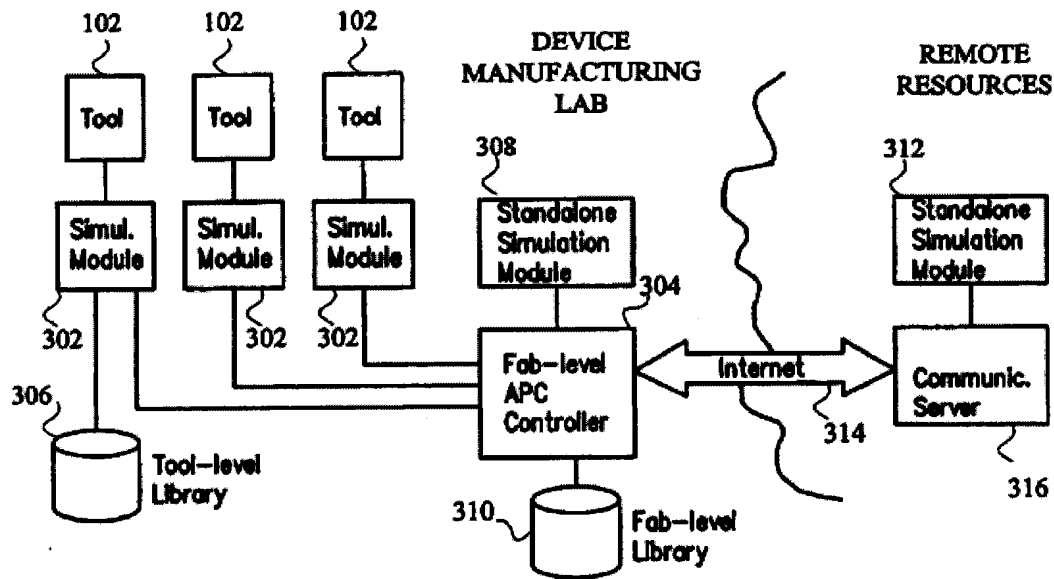 102
102
102
DEVICE
MANUFACTURING
LAB
REMOTE
RESOURCES
Tool
Tool
Tool
308
312
Simul.
Module
Simul.
Module
Simul.
Module
Standalone
Simulation
Module
Standalone
Simulation
Module
302
302
302
304
306
Fab-level
APC
Controller
Internet
Communic.
Server
314
316
Tool-level
Library
310
Fab-level
Library